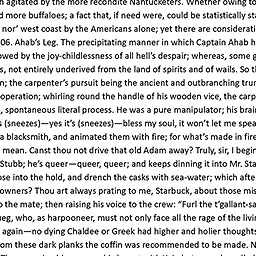 h agitated by the more recondite Nantucketers. Whether owing to
d more buffaloes; a fact that, if need were, could be statistically sta
nor' west coast by the Americans alone; yet there are considerati
06. Ahab's Leg. The precipitating manner in which Captain Ahab h
owed by the joy-childlessness of all hell's despair; whereas, some g
s, not entirely underived from the land of spirits and of wails. So th
n; the carpenter's pursuit being the ancient and outbranching trun
operation; whirling round the handle of his wooden vice, the carp
, spontaneous literal process. He was a pure manipulator; his brai
s (sneezes)—yes it's (sneezes)—bless my soul, it won't let me spea
a blacksmith, and animated them with fire; for what's made in fire
mean. Canst thou not drive that old Adam away? Truly, sir, I begin
Stubb; he's queer—queer, queer; and keeps dinning it into Mr. Sta
ose into the hold, and drench the casks with sea-water; which afte
owners? Thou art always prating to me, Starbuck, about those mis
to the mate; then raising his voice to the crew: "Furl the t'gallant-sa
ueg, who, as harpooneer, must not only face all the rage of the livin
again—no dying Chaldee or Greek had higher and holier thoughts
om these dark planks the coffin was recommended to be made. N